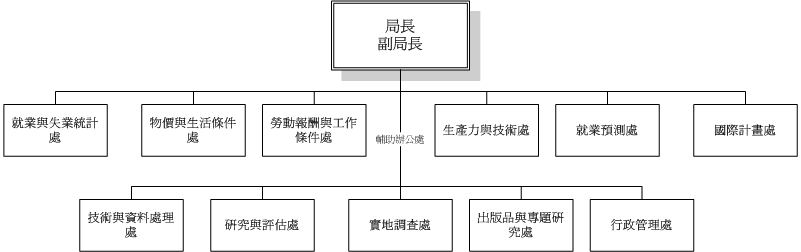 局長
副局長
就業與失業統計
處
物價與生活條件
處
勞動報酬與工作
條件處
輔助辦公處
生產力與技術處
就業預測處
國際計畫處
技術與資料處理
處
研究與評估處
實地調查處
出版品與專題研
究處
行政管理處